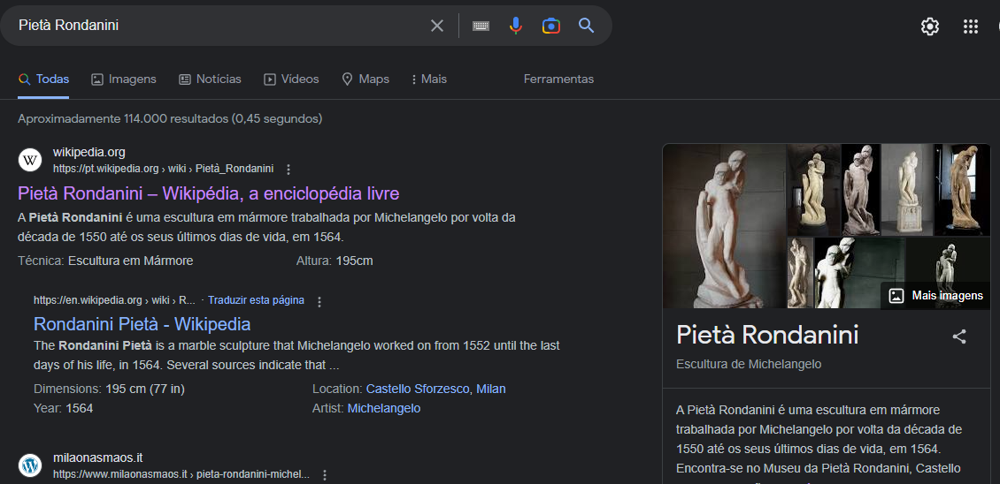 Pietà Rondanini
Todas
Imagens
Notícias
Vídeos
Maps
Mais
Ferramentas
Aproximadamente 114.000 resultados (0,45 segundos)
W
wikipedia.org
https://pt.wikipedia.org › wiki › Pietà_Rondanini
Pietà Rondanini – Wikipédia, a enciclopédia livre
A Pietà Rondanini é uma escultura em mármore trabalhada por Michelangelo por volta da
década de 1550 até os seus últimos dias de vida, em 1564.
Técnica: Escultura em Mármore Altura: 195cm
https://en.wikipedia.org › wiki › R... · Traduzir esta página
Rondanini Pietà - Wikipedia
The Rondanini Pietà is a marble sculpture that Michelangelo worked on from 1552 until the last
days of his life, in 1564. Several sources indicate that ...
Dimensions: 195 cm (77 in) Location: Castello Sforzesco, Milan
Year: 1564 Artist: Michelangelo
milaonasmaos.it
https://www.milaonasmaos.it › pieta-rondanini-michel...
Mais imagens
Pietà Rondanini
Escultura de Michelangelo
A Pietà Rondanini é uma escultura em mármore
trabalhada por Michelangelo por volta da década de
1550 até os seus últimos dias de vida, em 1564.
Encontra-se no Museu da Pietà Rondanini, Castello